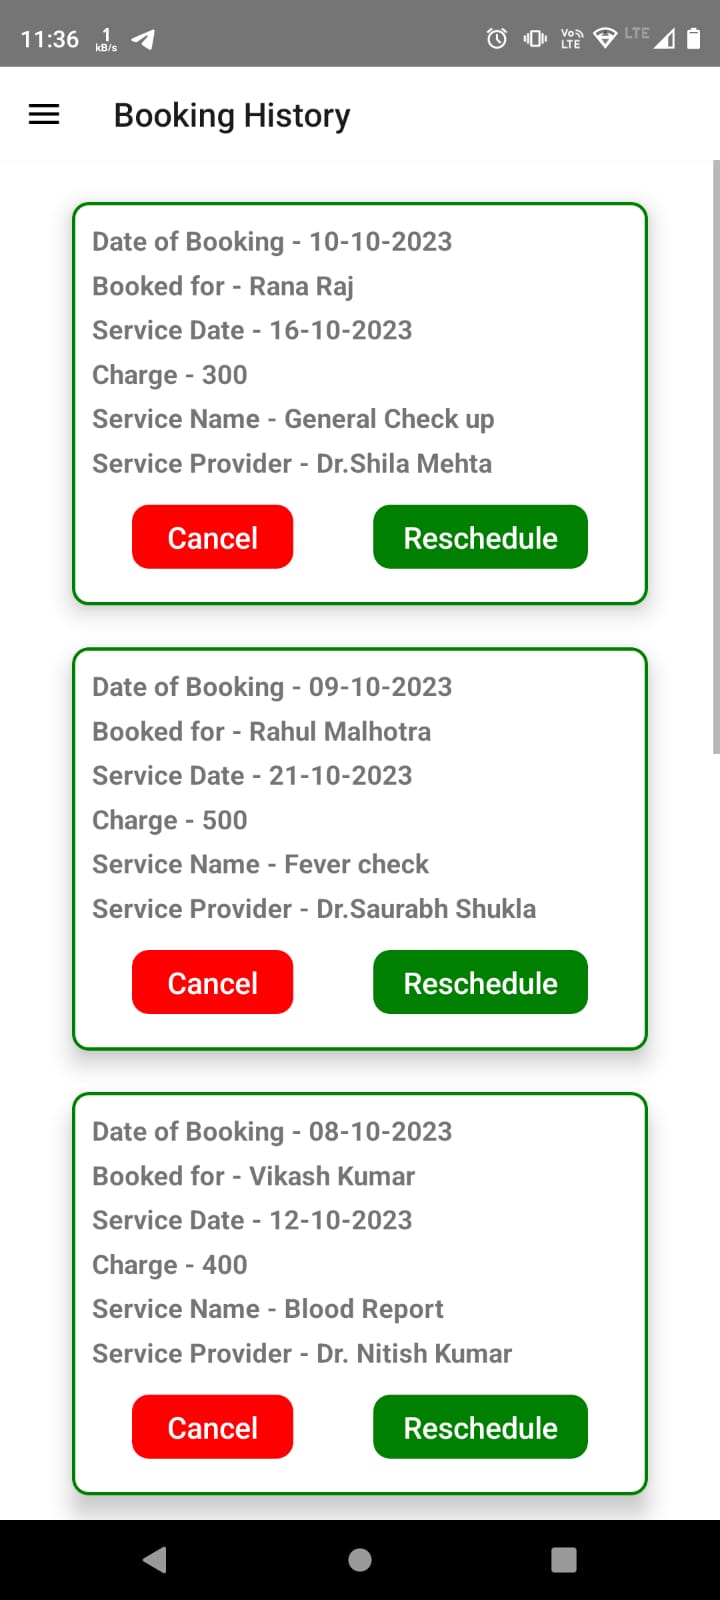 11:36 1 kB/s Vo LTE LTE
Booking History
Date of Booking - 10-10-2023
Booked for - Rana Raj
Service Date - 16-10-2023
Charge - 300
Service Name - General Check up
Service Provider - Dr.Shila Mehta
Cancel Reschedule
Date of Booking - 09-10-2023
Booked for - Rahul Malhotra
Service Date - 21-10-2023
Charge - 500
Service Name - Fever check
Service Provider - Dr.Saurabh Shukla
Cancel Reschedule
Date of Booking - 08-10-2023
Booked for - Vikash Kumar
Service Date - 12-10-2023
Charge - 400
Service Name - Blood Report
Service Provider - Dr. Nitish Kumar
Cancel Reschedule